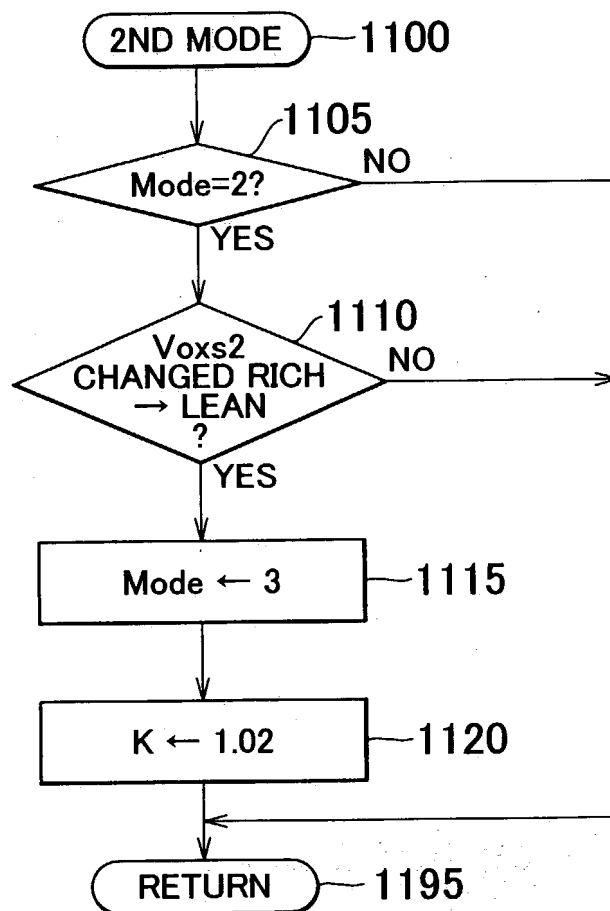 2ND MODE
1100
1105
Mode=2?
NO
YES
1110
Voxs2
CHANGED RICH
→ LEAN
?
NO
YES
Mode ← 3
1115
K ← 1.02
1120
RETURN
1195